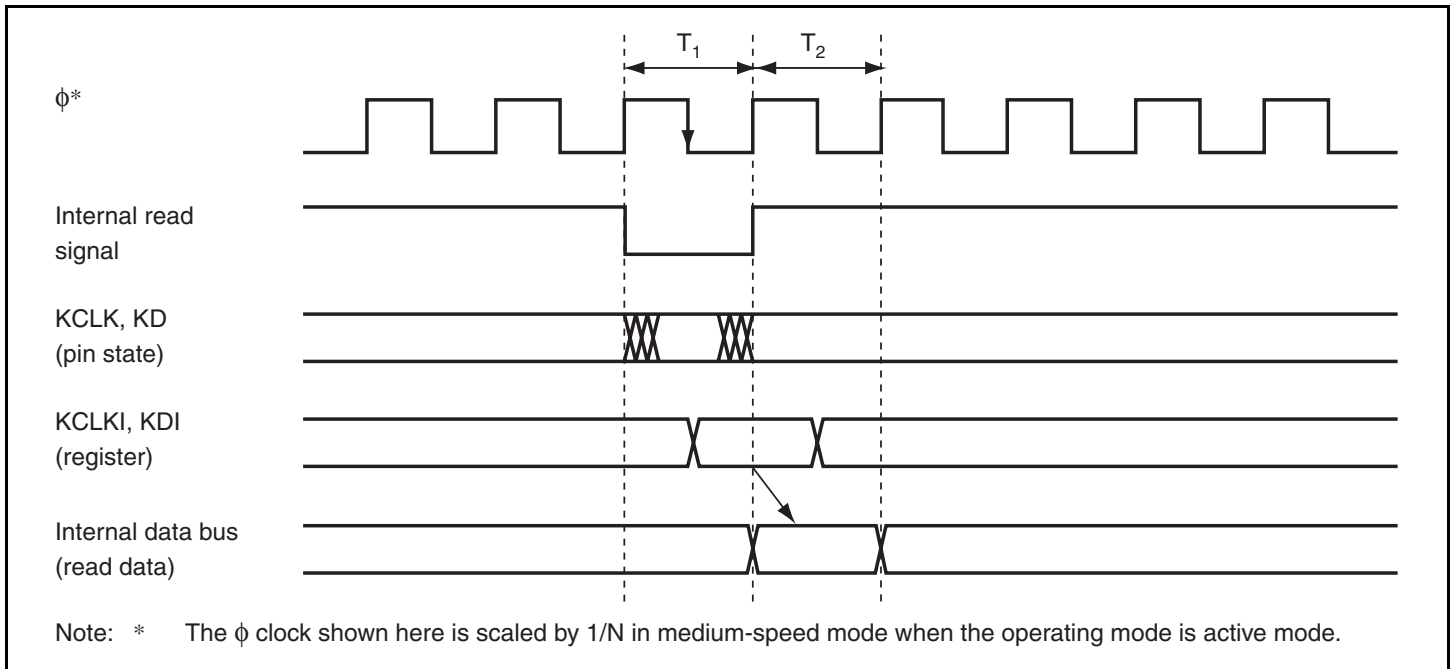 T1 T2
ϕ*
Internal read
signal
KCLK, KD
(pin state)
KCLKI, KDI
(register)
Internal data bus
(read data)
Note: * The ϕ clock shown here is scaled by 1/N in medium-speed mode when the operating mode is active mode.